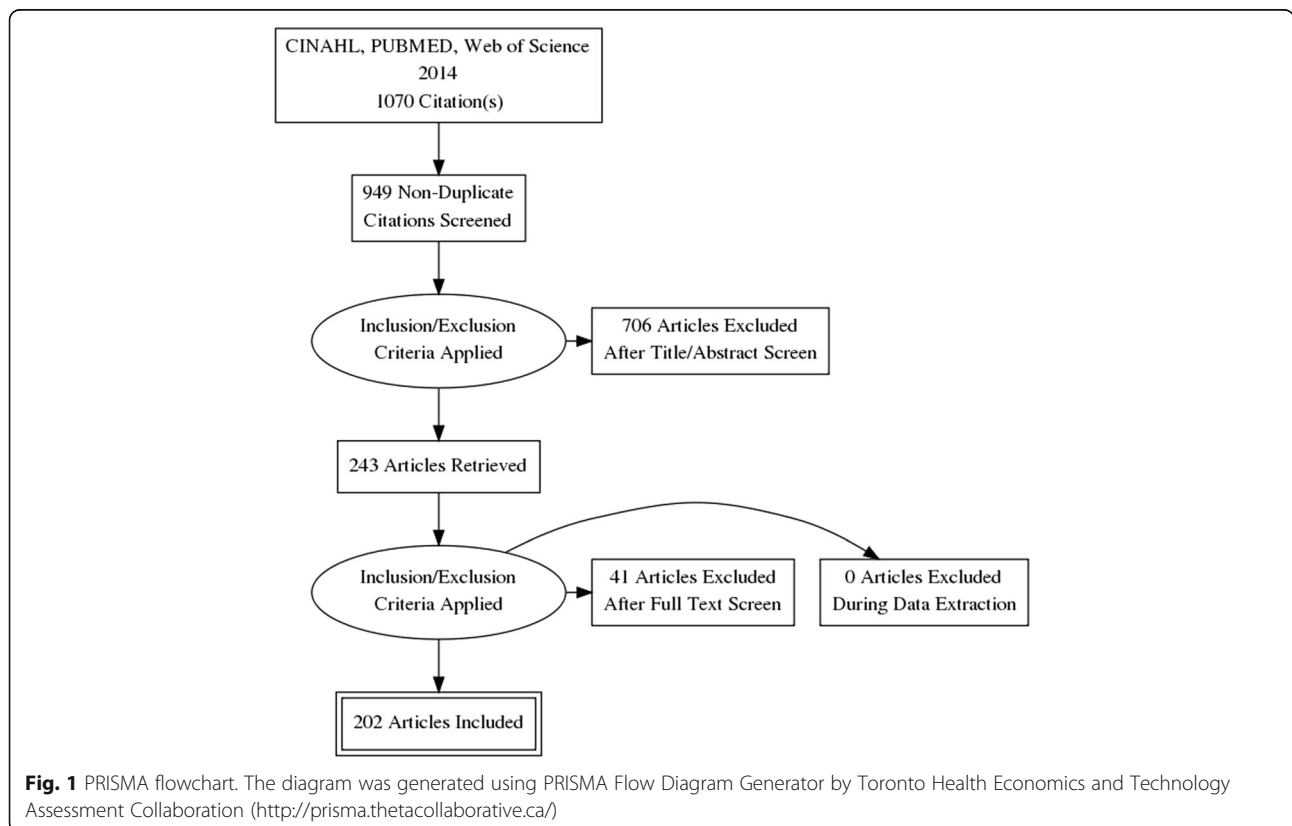 CINAHL, PUBMED, Web of Science
2014
1070 Citation(s)
949 Non-Duplicate
Citations Screened
Inclusion/Exclusion
Criteria Applied
706 Articles Excluded
After Title/Abstract Screen
243 Articles Retrieved
Inclusion/Exclusion
Criteria Applied
41 Articles Excluded
After Full Text Screen
0 Articles Excluded
During Data Extraction
202 Articles Included
Fig. 1 PRISMA flowchart. The diagram was generated using PRISMA Flow Diagram Generator by Toronto Health Economics and Technology
Assessment Collaboration (http://prisma.thetacollaborative.ca/)